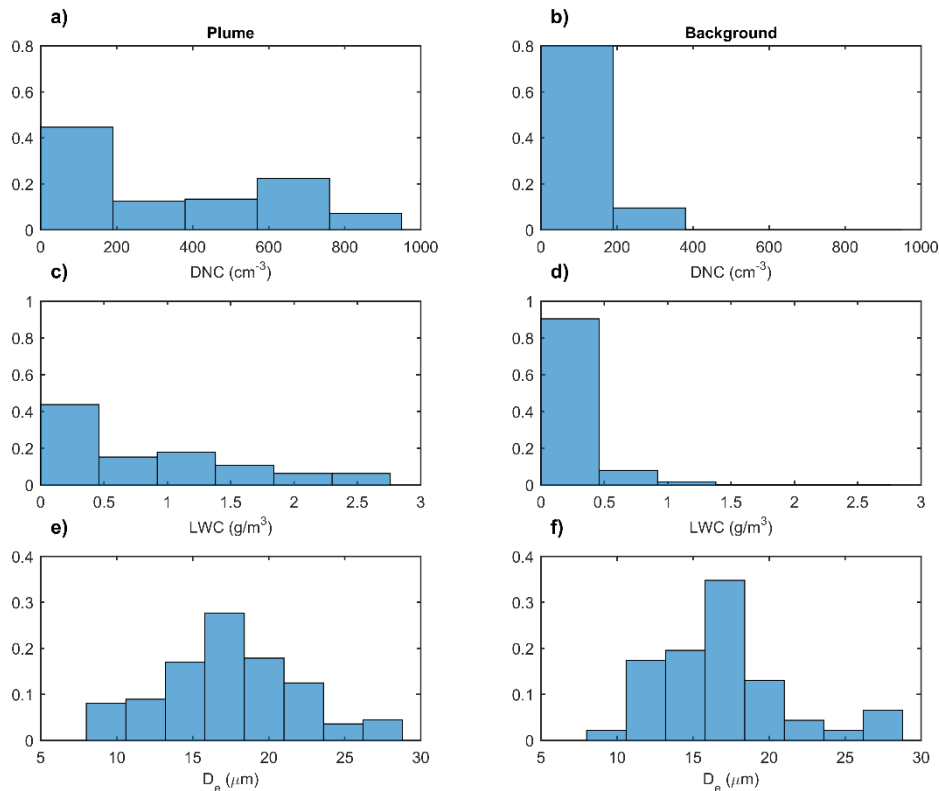 a) b)
Plume Background
0.8 0.8
0.6 0.6
0.4 0.4
0.2 0.2
0 0
0 200 400 600 800 1000 0 200 400 600 800 1000
DNC (cm⁻³) DNC (cm⁻³)
c) d)
1 1
0.8 0.8
0.6 0.6
0.4 0.4
0.2 0.2
0 0
0 0.5 1 1.5 2 2.5 3 0 0.5 1 1.5 2 2.5 3
LWC (g/m³) LWC (g/m³)
e) f)
0.4 0.4
0.3 0.3
0.2 0.2
0.1 0.1
0 0
5 10 15 20 25 30 5 10 15 20 25 30
Dₑ (μm) Dₑ (μm)